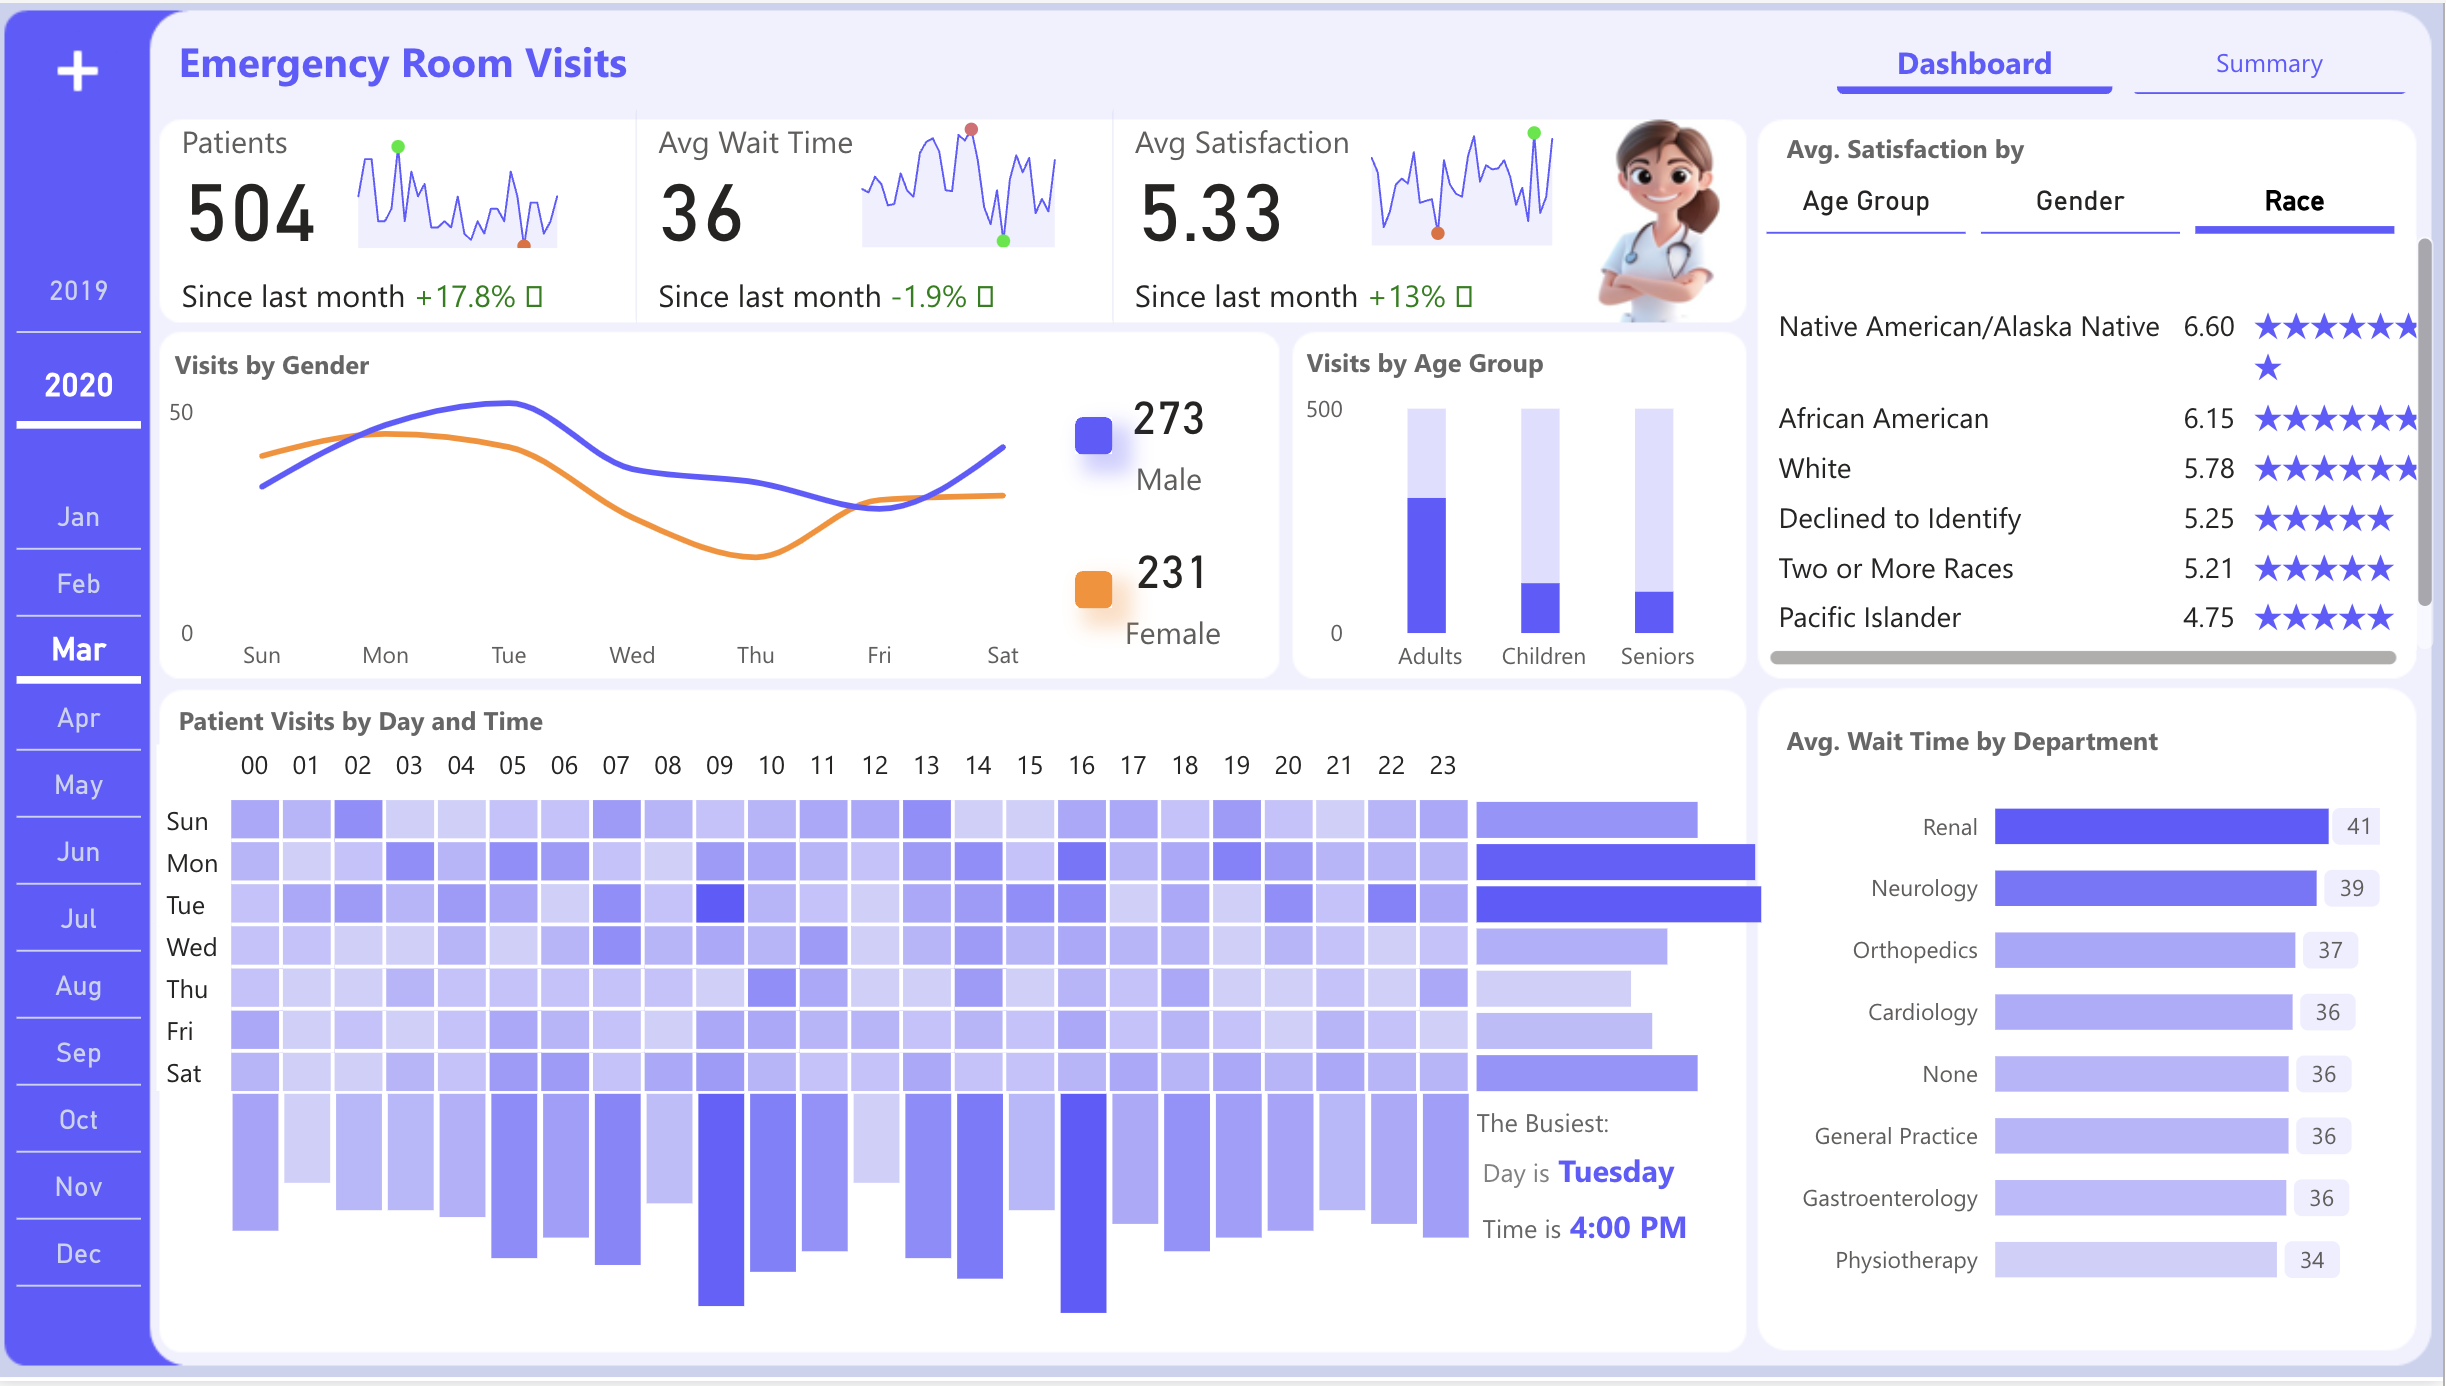 Emergency Room Visits
Dashboard
Summary
2019
2020
Jan
Feb
Mar
Apr
May
Jun
Jul
Aug
Sep
Oct
Nov
Dec
Patients
504
Since last month +17.8%
Avg Wait Time
36
Since last month -1.9%
Avg Satisfaction
5.33
Since last month +13%
Avg. Satisfaction by
Age Group Gender Race
Native American/Alaska Native 6.60 ★★★★★★
★
African American 6.15 ★★★★★★
White 5.78 ★★★★★★
Declined to Identify 5.25 ★★★★★
Two or More Races 5.21 ★★★★★
Pacific Islander 4.75 ★★★★★
Visits by Gender
50
0
Sun Mon Tue Wed Thu Fri Sat
273
Male
231
Female
Visits by Age Group
500
0
Adults Children Seniors
Patient Visits by Day and Time
00 01 02 03 04 05 06 07 08 09 10 11 12 13 14 15 16 17 18 19 20 21 22 23
Sun
Mon
Tue
Wed
Thu
Fri
Sat
The Busiest:
Day is Tuesday
Time is 4:00 PM
Avg. Wait Time by Department
Renal 41
Neurology 39
Orthopedics 37
Cardiology 36
None 36
General Practice 36
Gastroenterology 36
Physiotherapy 34